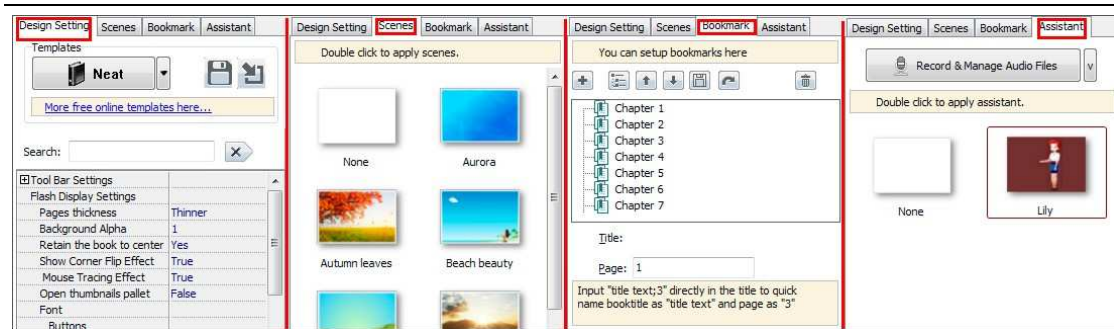 Design Setting Scenes Bookmark Assistant
Templates
Neat
More free online templates here...
Search:
Tool Bar Settings
Flash Display Settings
Pages thickness Thinner
Background Alpha 1
Retain the book to center Yes
Show Corner Flip Effect True
Mouse Tracing Effect True
Open thumbnails pallet False
Font
Buttons
Design Setting Scenes Bookmark Assistant
Double click to apply scenes.
None Aurora
Autumn leaves Beach beauty
Design Setting Scenes Bookmark Assistant
You can setup bookmarks here
Chapter 1
Chapter 2
Chapter 3
Chapter 4
Chapter 5
Chapter 6
Chapter 7
Title:
Page: 1
Input "title text;3" directly in the title to quick
name booktitle as "title text" and page as "3"
Design Setting Scenes Bookmark Assistant
Record & Manage Audio Files v
Double click to apply assistant.
None Lily